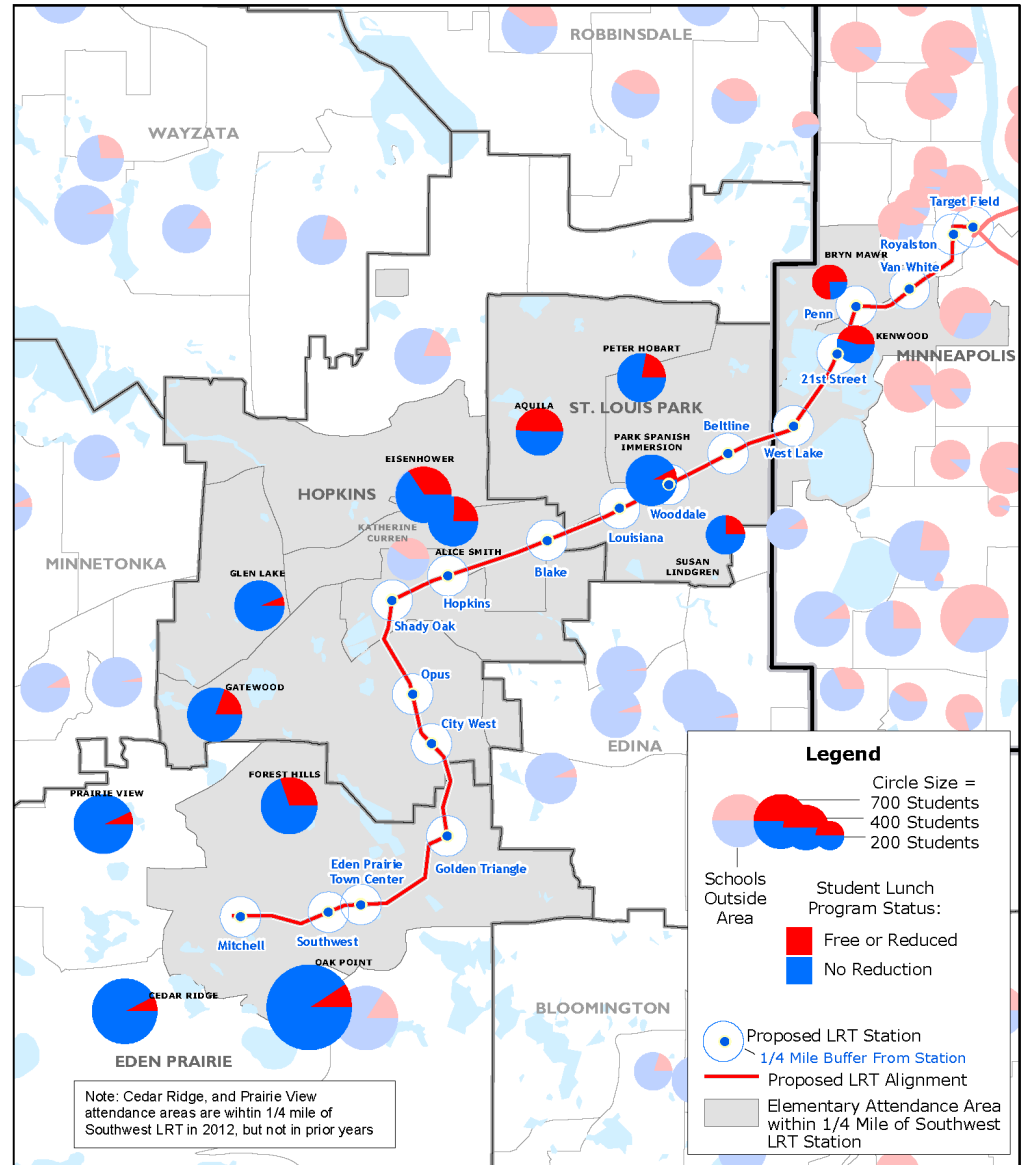 ROBBINSDALE
WAYZATA
Target Field
Royalston
BRYN MAWR
Van White
Penn
KENWOOD
MINNEAPOLIS
PETER HOBART
21st Street
AQUILA
ST. LOUIS PARK
Beltline
PARK SPANISH
IMMERSION
West Lake
EISENHOWER
HOPKINS
Wooddale
KATHERINE
CURREN
Louisiana
ALICE SMITH
MINNETONKA
SUSAN
LINDGREN
GLEN LAKE
Blake
Hopkins
Shady Oak
Opus
GATEWOOD
City West
EDINA
FOREST HILLS
PRAIRIE VIEW
Eden Prairie
Town Center
Golden Triangle
Mitchell
Southwest
OAK POINT
CEDAR RIDGE
BLOOMINGTON
EDEN PRAIRIE
Note: Cedar Ridge, and Prairie View
attendance areas are wihtin 1/4 mile of
Southwest LRT in 2012, but not in prior years
Legend
Circle Size =
700 Students
400 Students
200 Students
Schools
Outside
Area
Student Lunch
Program Status:
Free or Reduced
No Reduction
Proposed LRT Station
1/4 Mile Buffer From Station
Proposed LRT Alignment
Elementary Attendance Area
within 1/4 Mile of Southwest
LRT Station